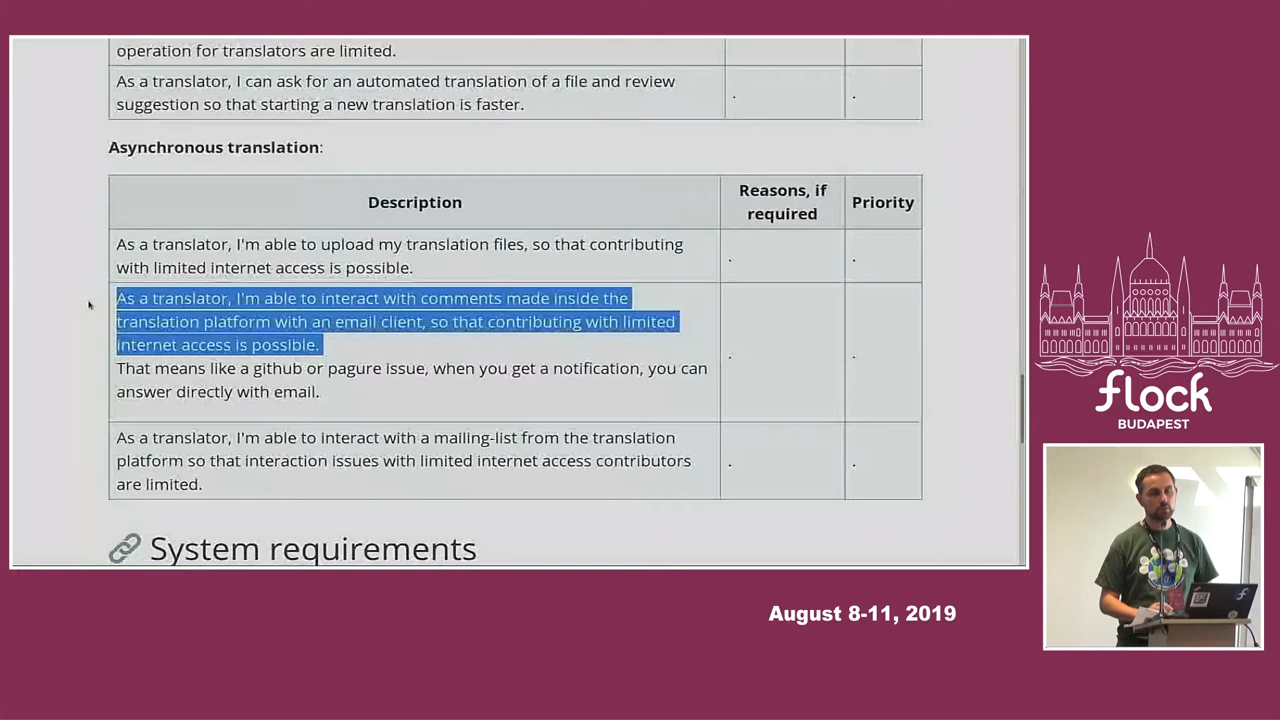 operation for translators are limited.
As a translator, I can ask for an automated translation of a file and review
suggestion so that starting a new translation is faster.
.
.
Asynchronous translation:
Description
Reasons, if
required
Priority
As a translator, I'm able to upload my translation files, so that contributing
with limited internet access is possible.
.
.
As a translator, I'm able to interact with comments made inside the
translation platform with an email client, so that contributing with limited
internet access is possible.
That means like a github or pagure issue, when you get a notification, you can
answer directly with email.
.
.
As a translator, I'm able to interact with a mailing-list from the translation
platform so that interaction issues with limited internet access contributors
are limited.
.
.
System requirements
flock
BUDAPEST
August 8-11, 2019